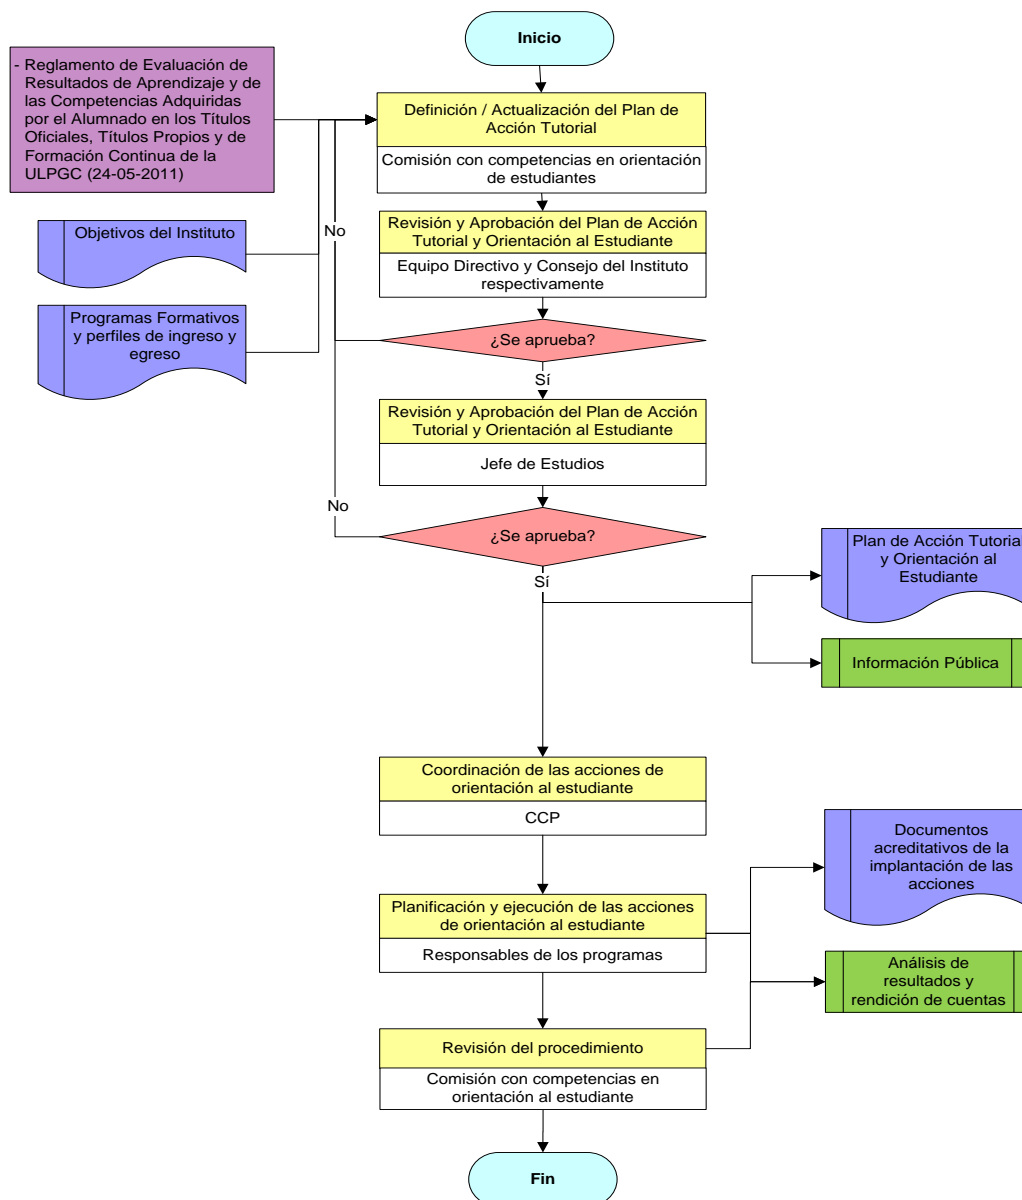 Inicio
- Reglamento de Evaluación de
Resultados de Aprendizaje y de
las Competencias Adquiridas
por el Alumnado en los Títulos
Oficiales, Títulos Propios y de
Formación Continua de la
ULPGC (24-05-2011)
Definición / Actualización del Plan de
Acción Tutorial
Comisión con competencias en orientación
de estudiantes
Objetivos del Instituto
No
Revisión y Aprobación del Plan de Acción
Tutorial y Orientación al Estudiante
Equipo Directivo y Consejo del Instituto
respectivamente
Programas Formativos
y perfiles de ingreso y
egreso
¿Se aprueba?
Sí
Revisión y Aprobación del Plan de Acción
Tutorial y Orientación al Estudiante
Jefe de Estudios
No
¿Se aprueba?
Sí
Plan de Acción Tutorial
y Orientación al
Estudiante
Información Pública
Coordinación de las acciones de
orientación al estudiante
CCP
Documentos
acreditativos de la
implantación de las
acciones
Planificación y ejecución de las acciones
de orientación al estudiante
Responsables de los programas
Análisis de
resultados y
rendición de cuentas
Revisión del procedimiento
Comisión con competencias en
orientación al estudiante
Fin